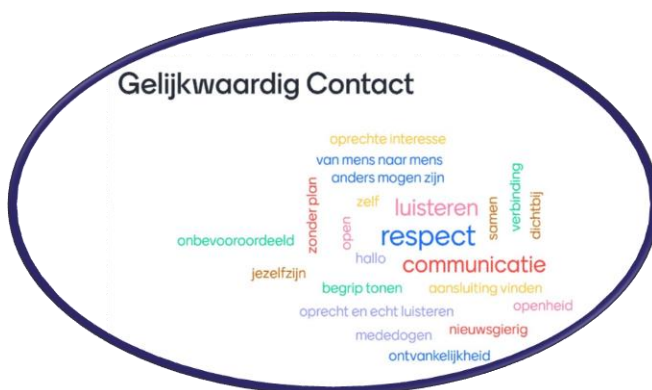 Gelijkwaardig Contact
oprechte interesse
van mens naar mens
anders mogen zijn
zonder plan
zelf
luisteren
samen
verbinding
dichtbij
onbevooroordeeld
open
respect
hallo
communicatie
jezelfzijn
begrip tonen
aansluiting vinden
oprecht en echt luisteren
openheid
mededogen
nieuwsgierig
ontvankelijkheid